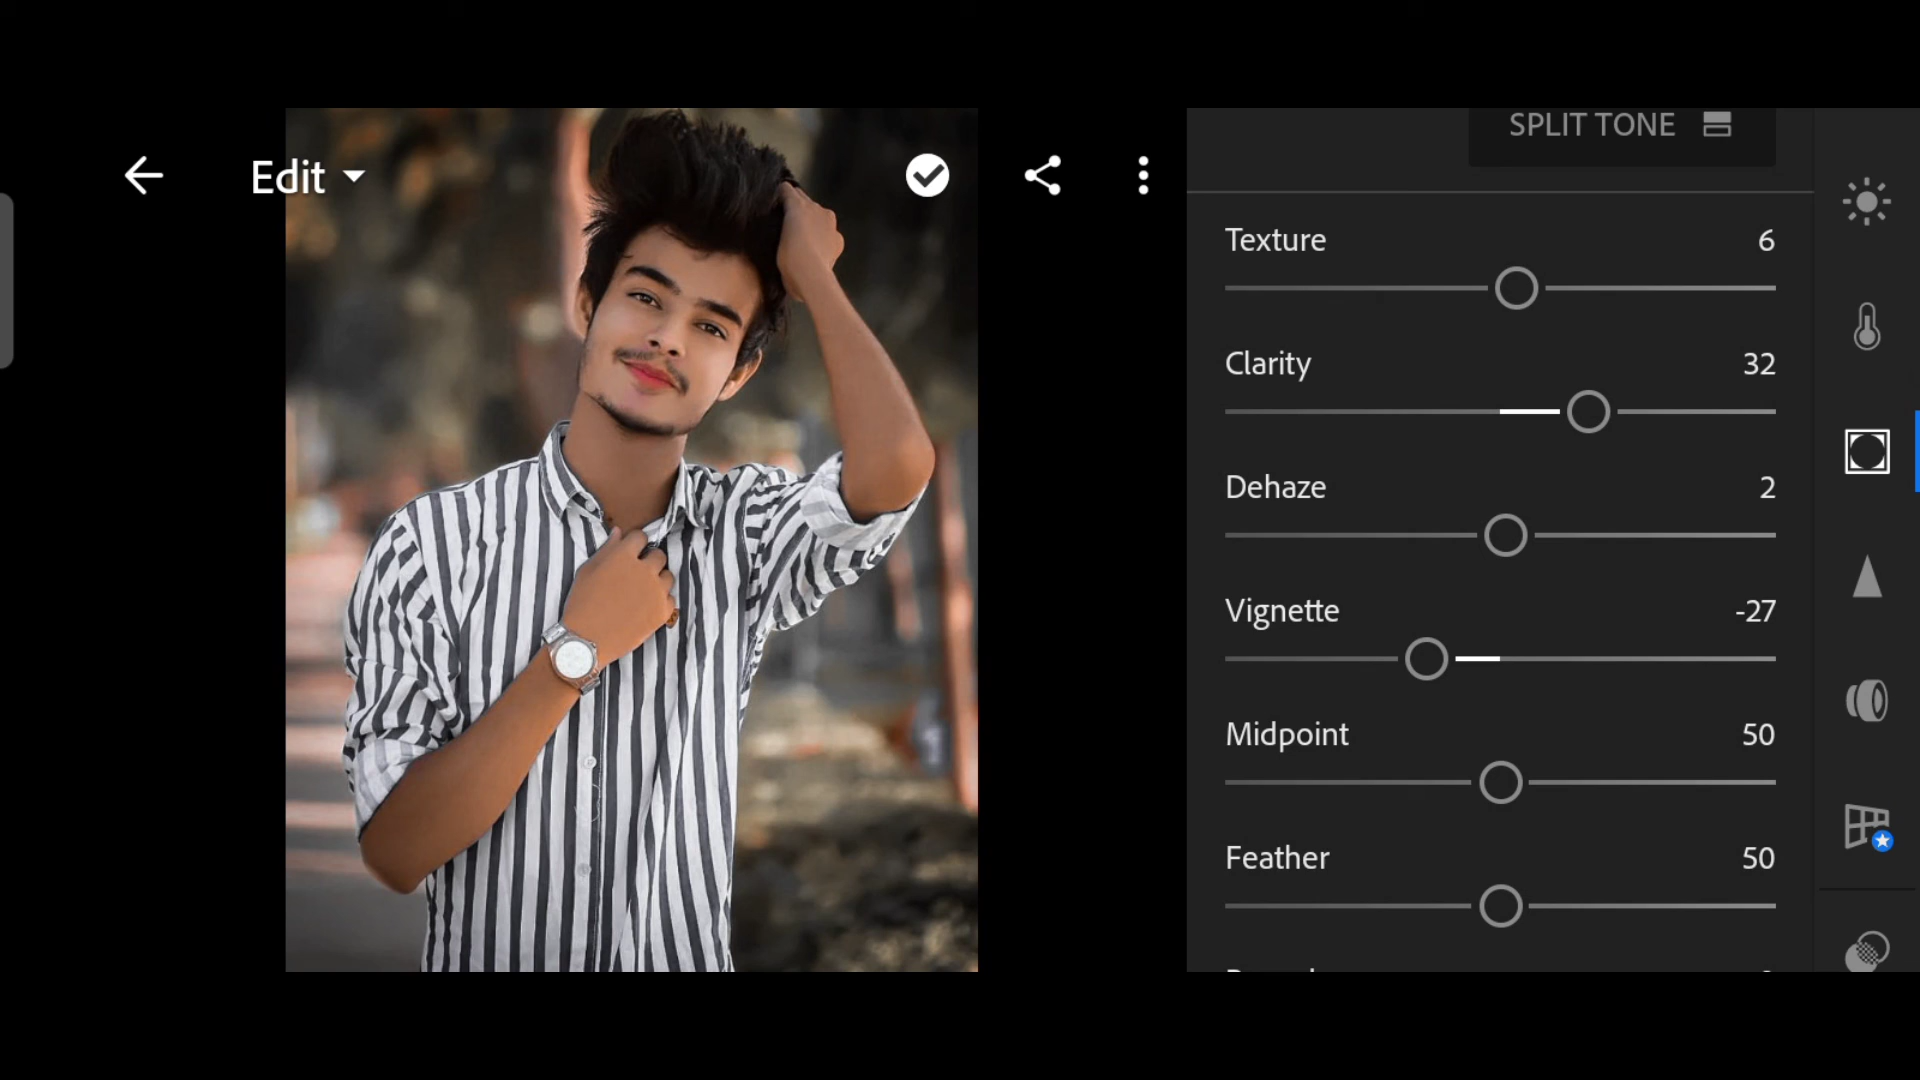 Edit
SPLIT TONE
Texture 6
Clarity 32
Dehaze 2
Vignette -27
Midpoint 50
Feather 50